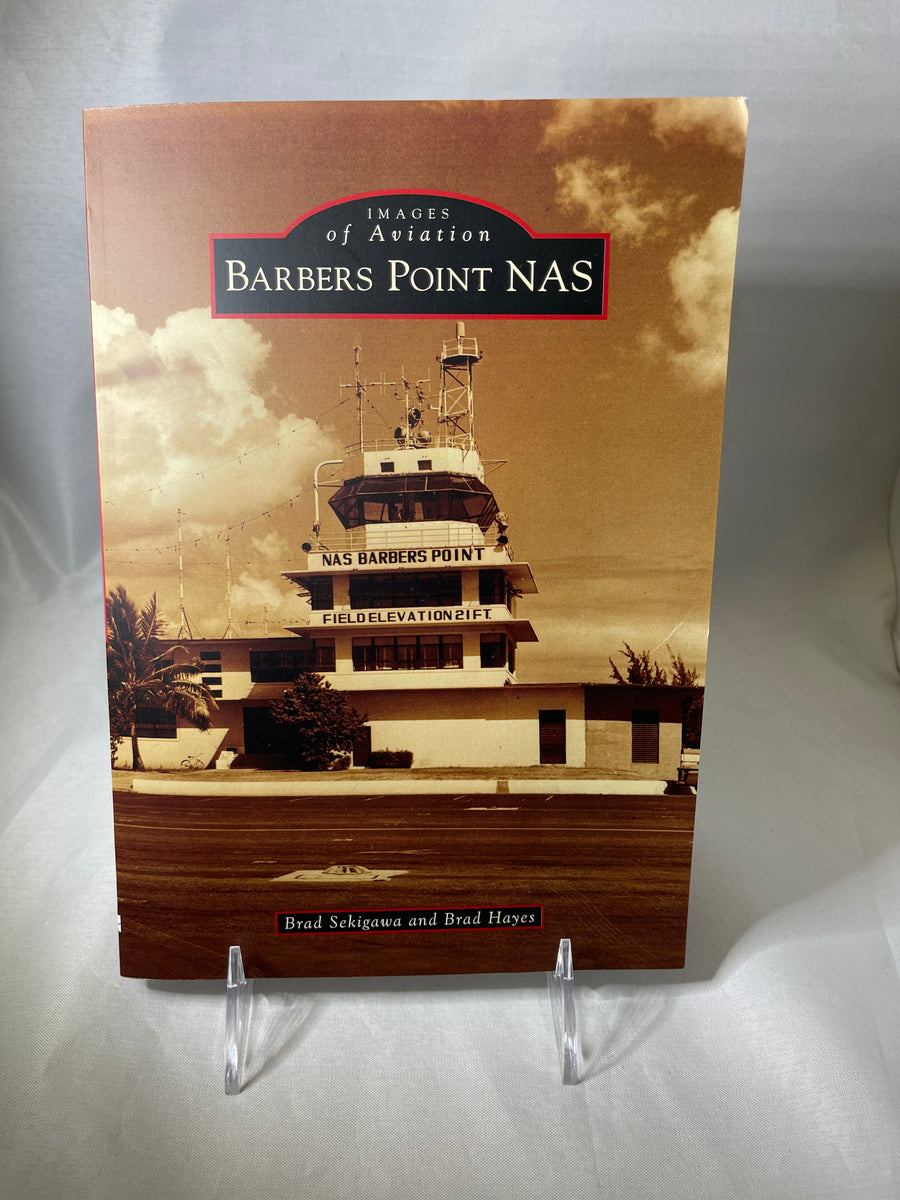 IMAGES
of Aviation
BARBERS POINT NAS
NAS BARBERS POINT
FIELD ELEVATION 21 FT.
Brad Sekigawa and Brad Hayes